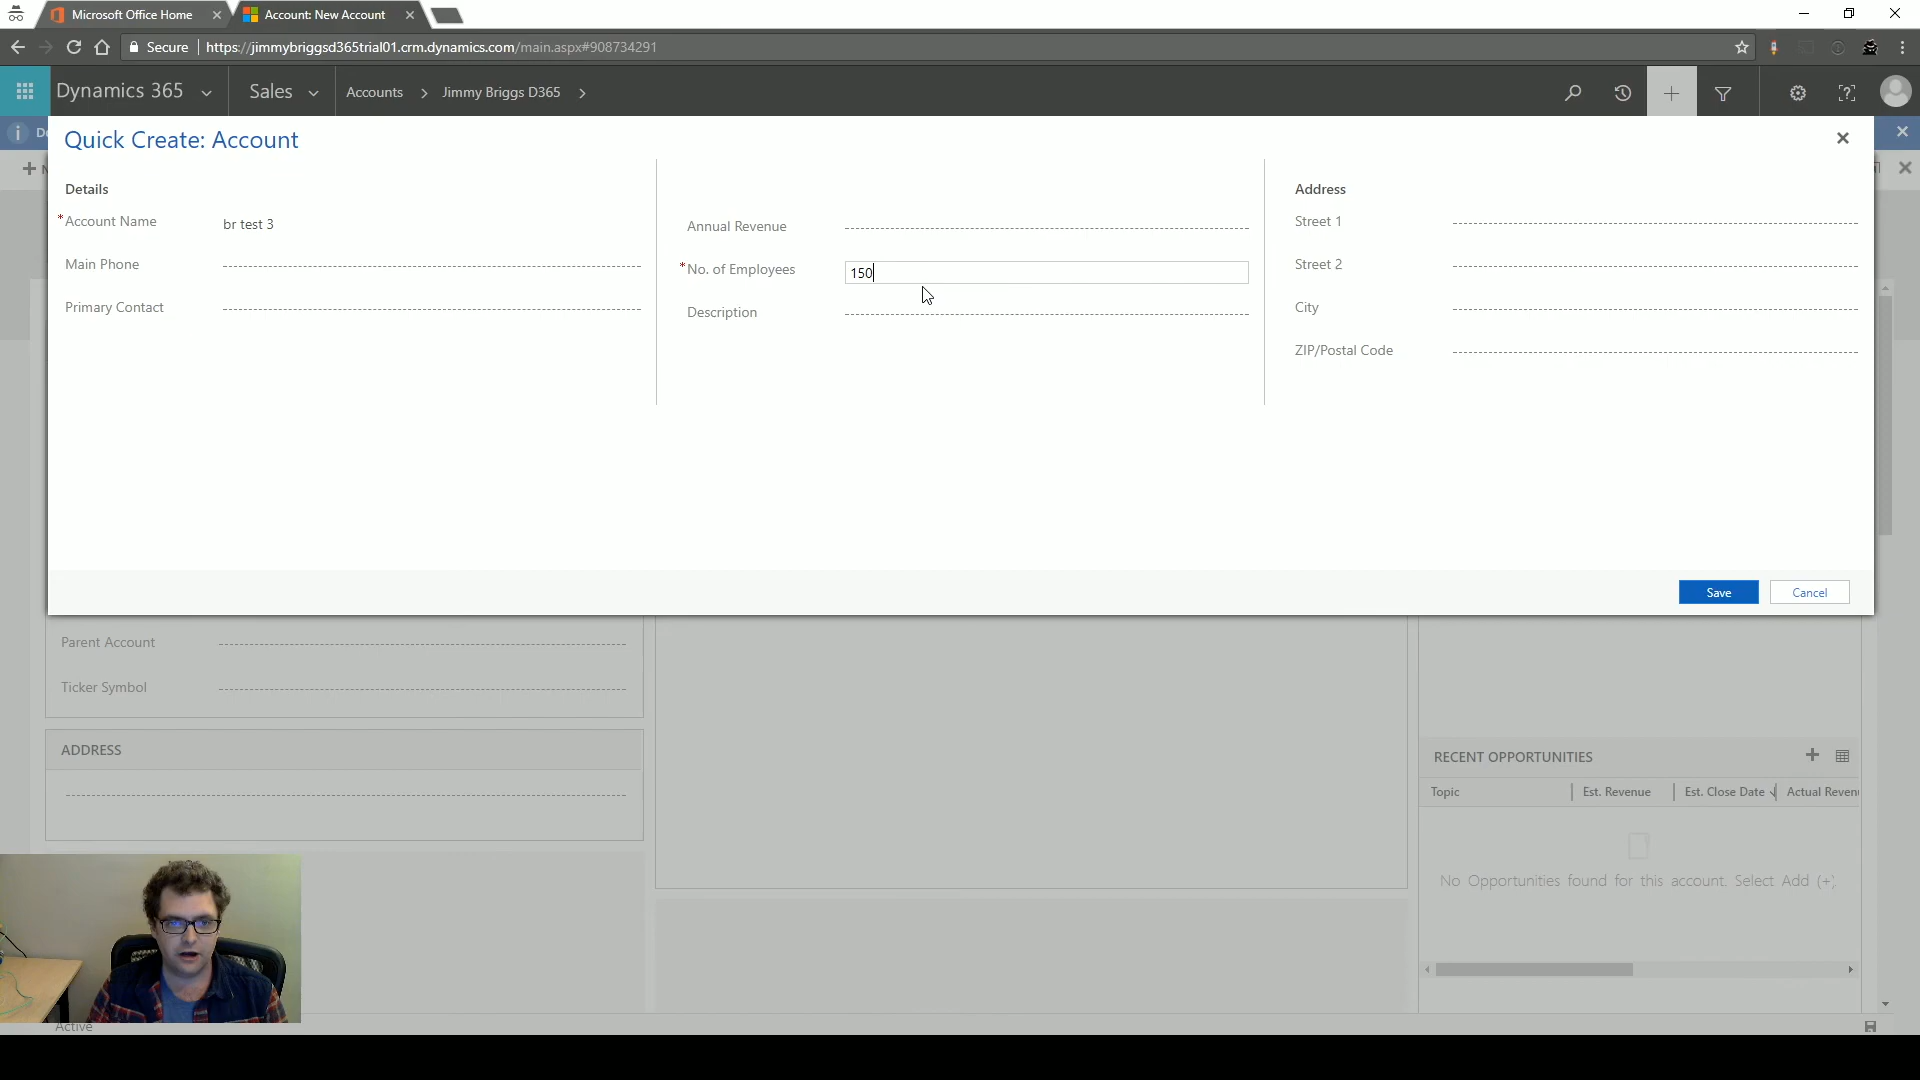 Microsoft Office Home
Account: New Account
Secure
https://jimmybriggsd365trial01.crm.dynamics.com/main.aspx#908734291
Dynamics 365
Sales
Accounts
Jimmy Briggs D365
Quick Create: Account
Details
*Account Name
br test 3
Main Phone
Primary Contact
Annual Revenue
*No. of Employees
150
Description
Address
Street 1
Street 2
City
ZIP/Postal Code
Save
Cancel
Parent Account
Ticker Symbol
ADDRESS
RECENT OPPORTUNITIES
Topic
Est. Revenue
Est. Close Date
Actual Reven
No Opportunities found for this account. Select Add (+).
Active